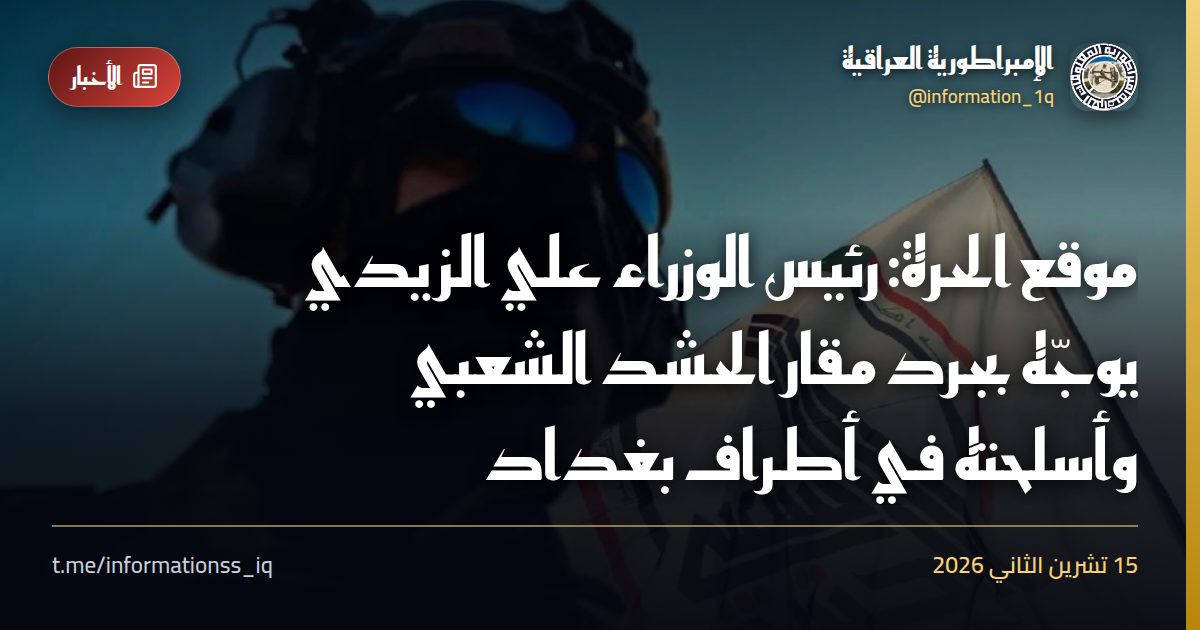 الإمبراطورية العراقية
@information_1q
الأخبار
موقع الحرة: رئيس الوزراء علي الزيدي
يوجّه بجرد مقار الحشد الشعبي
وأسلحته في أطراف بغداد
15 تشرين الثاني 2026
t.me/informationss_iq